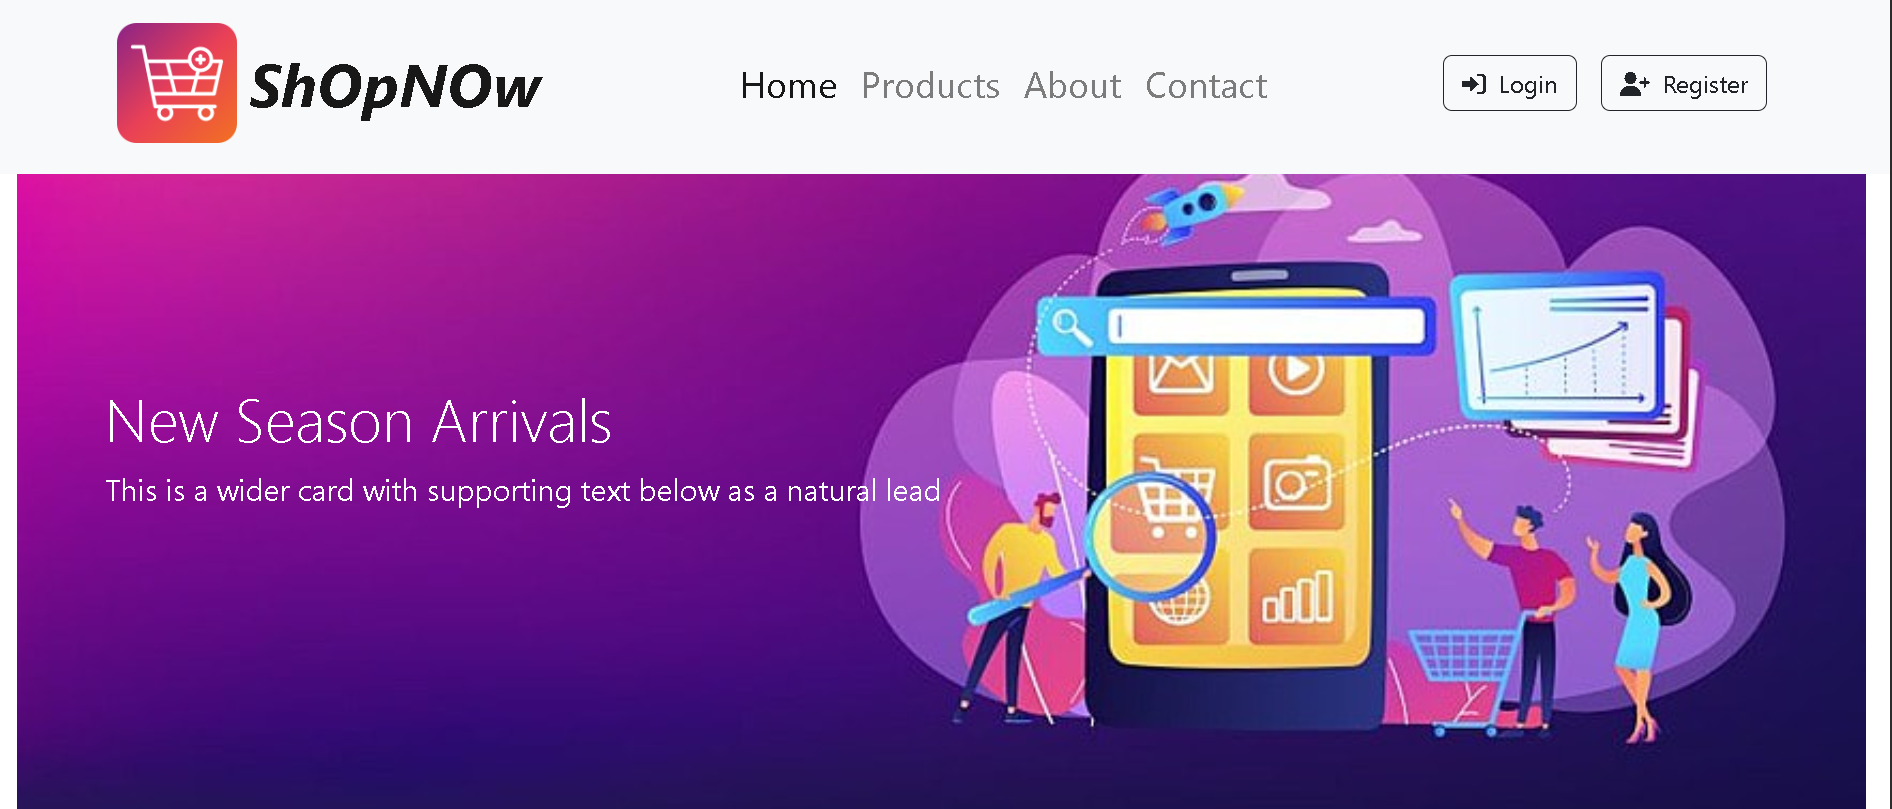 ShOpNOw
Home Products About Contact
Login
Register
New Season Arrivals
This is a wider card with supporting text below as a natural lead